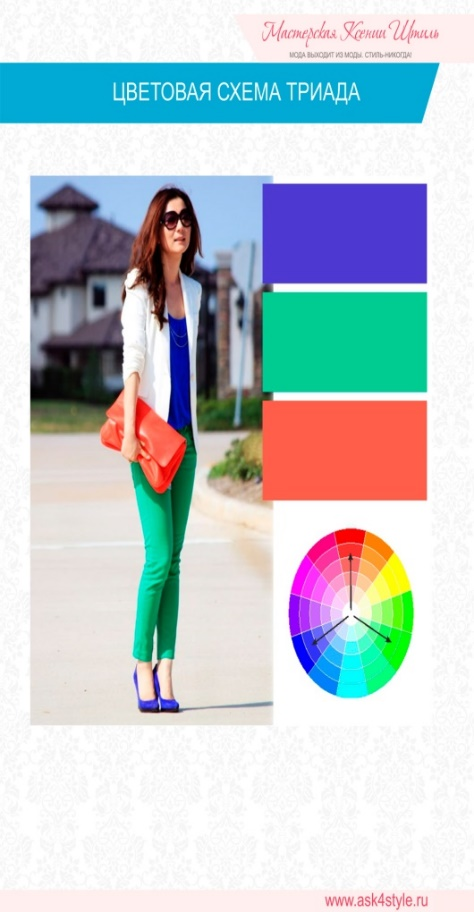 Мастерская Ксении Штиль
МОДА ВЫХОДИТ ИЗ МОДЫ. СТИЛЬ-НИКОГДА!
ЦВЕТОВАЯ СХЕМА ТРИАДА
www.ask4style.ru